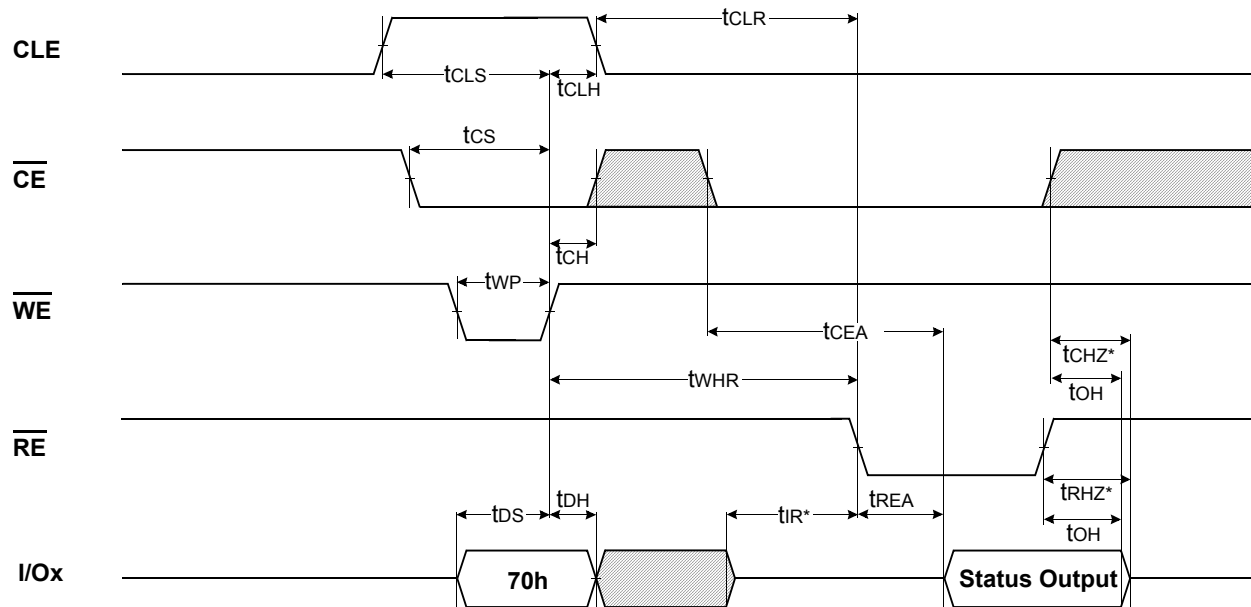 tCLR
CLE
tCLS
tCLH
tCS
CE
tCH
tWP
WE
tCEA
tCHZ*
tWHR
tOH
RE
tDH
tRHZ*
tDS
tIR*
tREA
tOH
I/Ox
70h
Status Output